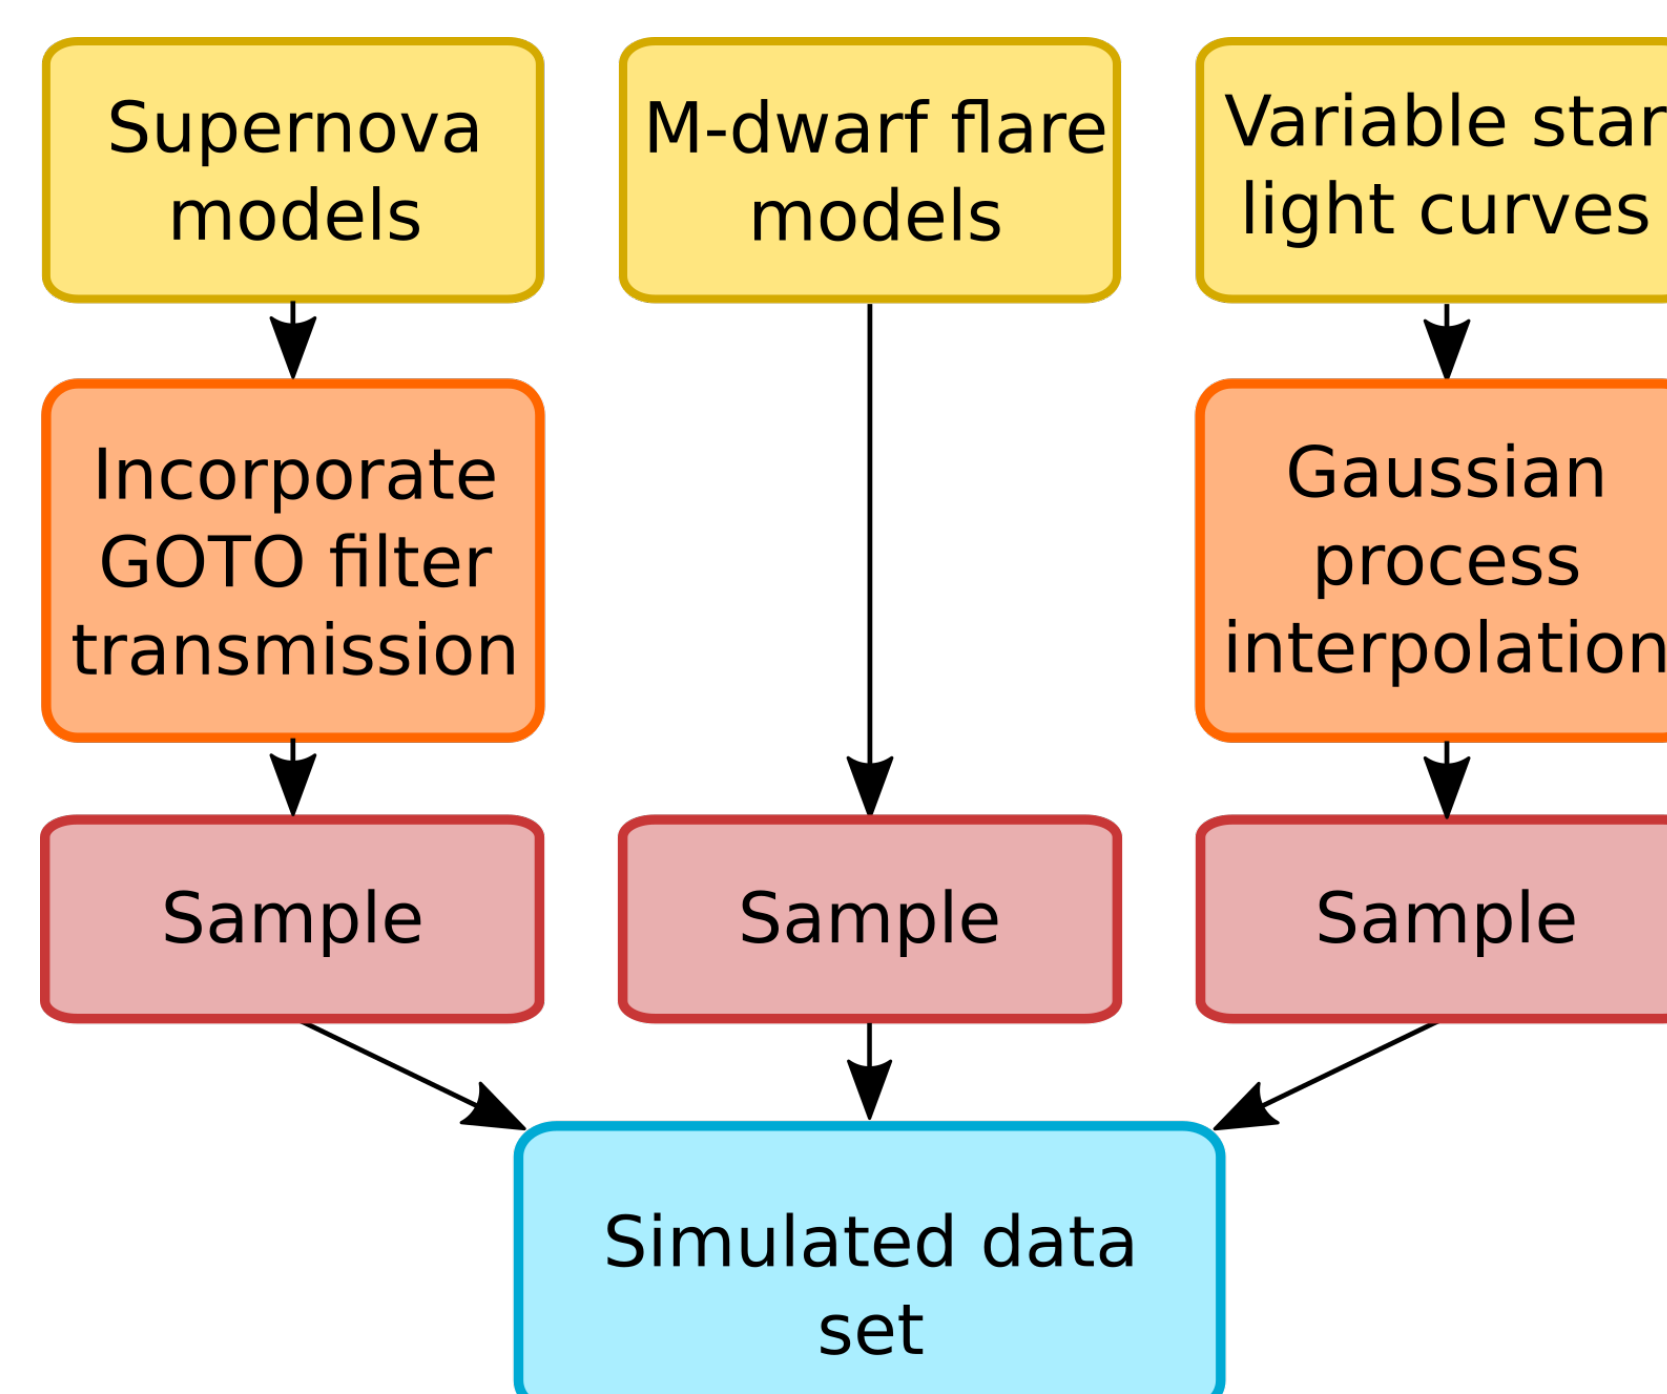 Supernova
models
M-dwarf flare
models
Variable star
light curves
Incorporate
GOTO filter
transmission
Gaussian
process
interpolation
Sample
Sample
Sample
Simulated data
set